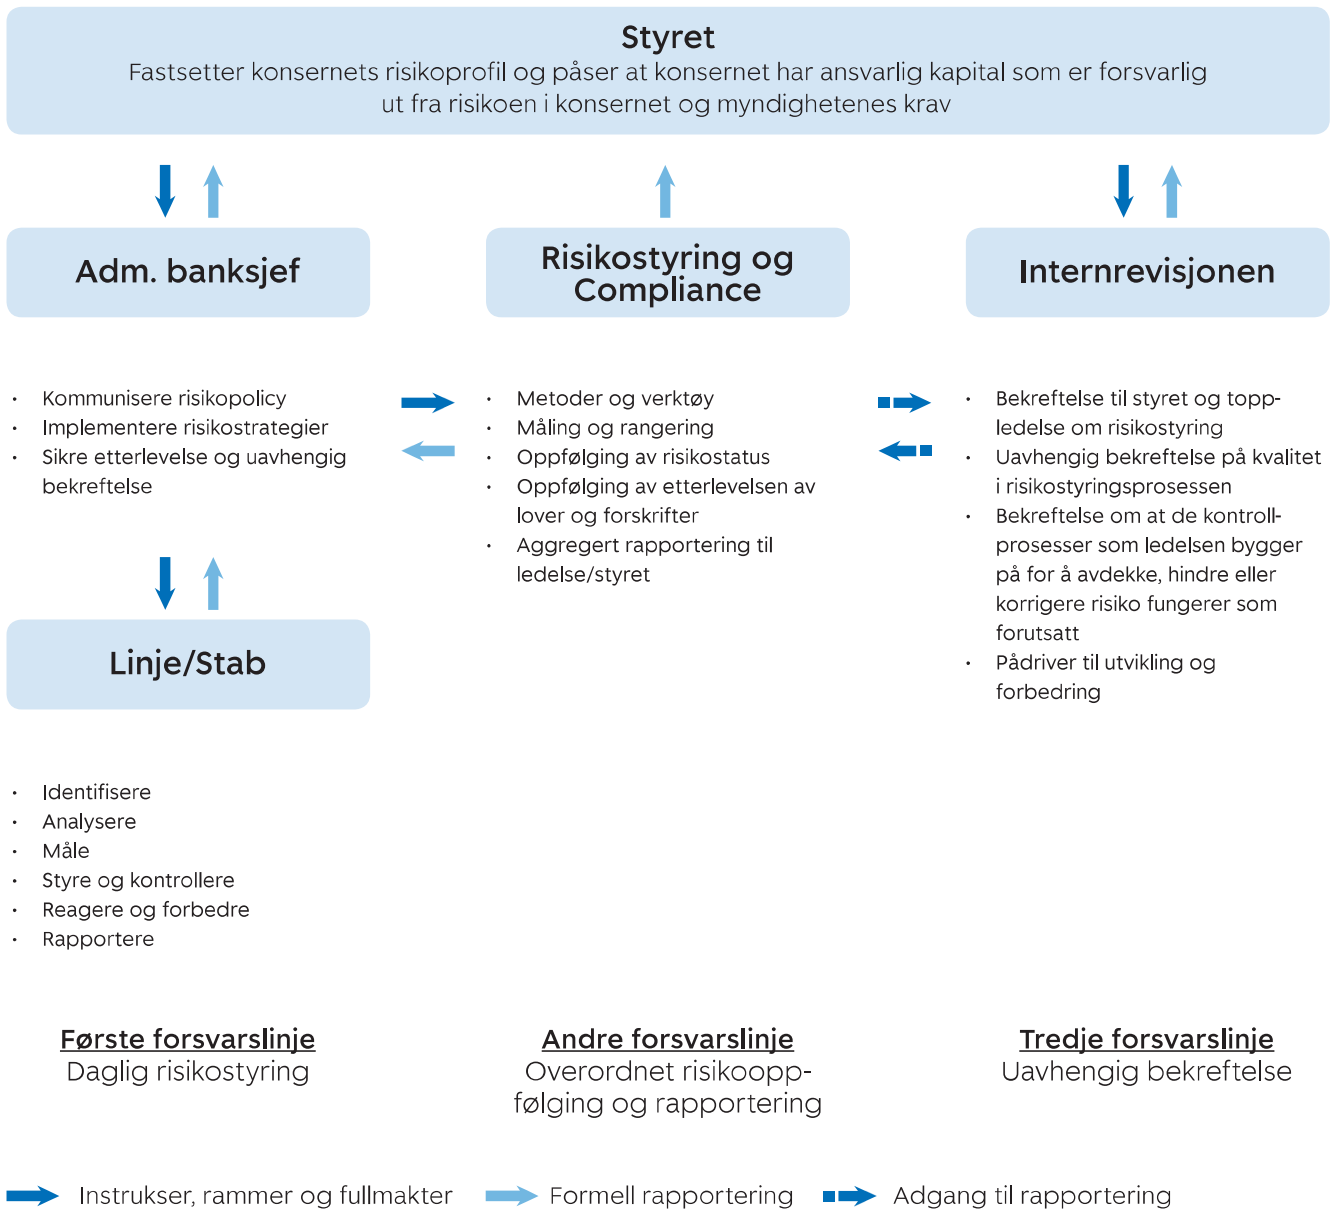 Styret
Fastsetter konsernets risikoprofil og påser at konsernet har ansvarlig kapital som er forsvarlig
ut fra risikoen i konsernet og myndighetenes krav
Adm. banksjef
Risikostyring og
Compliance
Internrevisjonen
• Kommunisere risikopolicy
• Implementere risikostrategier
• Sikre etterlevelse og uavhengig
bekreftelse
• Metoder og verktøy
• Måling og rangering
• Oppfølging av risikostatus
• Oppfølging av etterlevelsen av
lover og forskrifter
• Aggregert rapportering til
ledelse/styret
• Bekreftelse til styret og topp-
ledelse om risikostyring
• Uavhengig bekreftelse på kvalitet
i risikostyringsprosessen
• Bekreftelse om at de kontroll-
prosesser som ledelsen bygger
på for å avdekke, hindre eller
korrigere risiko fungerer som
forutsatt
• Pådriver til utvikling og
forbedring
Linje/Stab
• Identifisere
• Analysere
• Måle
• Styre og kontrollere
• Reagere og forbedre
• Rapportere
Første forsvarslinje
Daglig risikostyring
Andre forsvarslinje
Overordnet risikoopp-
følging og rapportering
Tredje forsvarslinje
Uavhengig bekreftelse
Instrukser, rammer og fullmakter
Formell rapportering
Adgang til rapportering